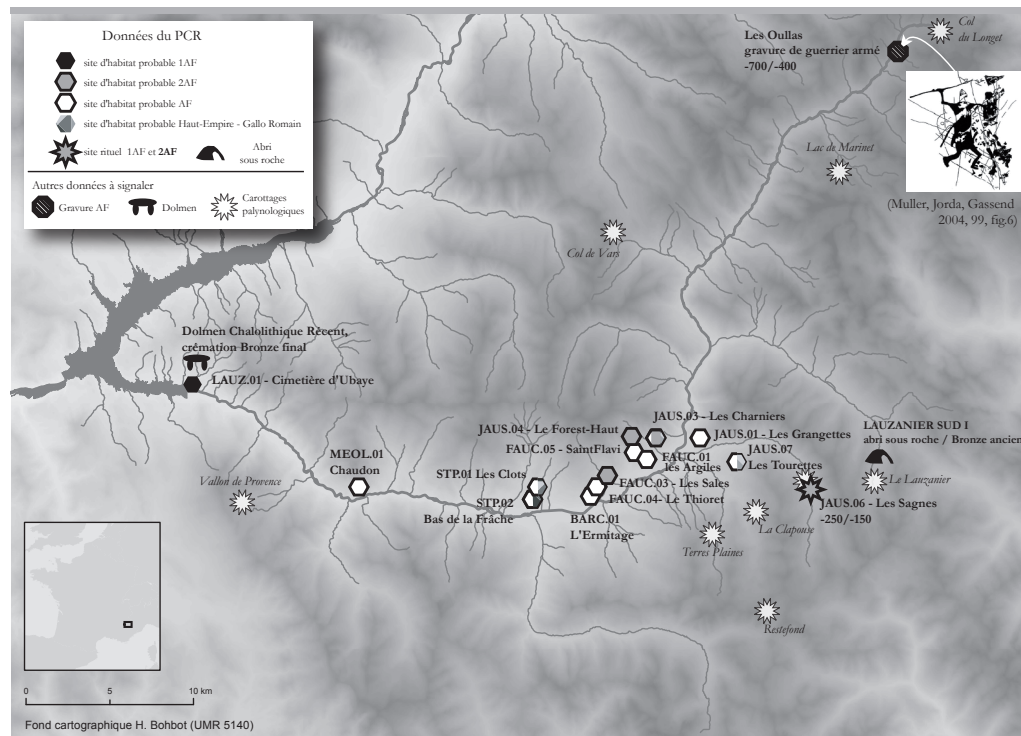 Données du PCR
site d'habitat probable 1AF
site d'habitat probable 2AF
site d'habitat probable AF
site d'habitat probable Haut-Empire - Gallo Romain
site rituel 1AF et 2AF
Abri
sous roche
Autres données à signaler
Gravure AF
Dolmen
Carottages
palynologiques
Les Oullas
gravure de guerrier armé
-700/-400
Col
du Longet
Lac de Marinet
(Muller, Jorda, Gassend
2004, 99, fig.6)
Col de Vars
Dolmen Chalolithique Récent,
crémation Bronze final
LAUZ.01 - Cimetière d'Ubaye
JAUS.03 - Les Charniers
JAUS.04 - Le Forest-Haut
JAUS.01 - Les Grangettes
LAUZANIER SUD I
abri sous roche / Bronze ancien
FAUC.05 - SaintFlavi
FAUC.01
les Argiles
JAUS.07
Les Tourettes
MEOL.01
Chaudon
STP.01 Les Clots
FAUC.03 - Les Sales
FAUC.04- Le Thioret
Vallon de Provence
Le Lauzanier
STP.02
Bas de la Frâche
BARC.01
L'Ermitage
JAUS.06 - Les Sagnes
-250/-150
La Clapouse
Terres Plaines
Restefond
0 5 10 km
Fond cartographique H. Bohbot (UMR 5140)